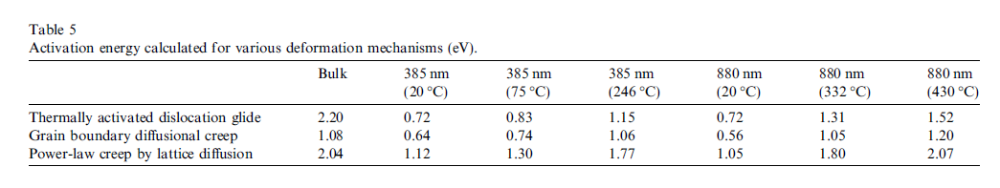 Table 5
Activation energy calculated for various deformation mechanisms (eV).
Bulk 385 nm 385 nm 385 nm 880 nm 880 nm 880 nm
(20 °C) (75 °C) (246 °C) (20 °C) (332 °C) (430 °C)
Thermally activated dislocation glide 2.20 0.72 0.83 1.15 0.72 1.31 1.52
Grain boundary diffusional creep 1.08 0.64 0.74 1.06 0.56 1.05 1.20
Power-law creep by lattice diffusion 2.04 1.12 1.30 1.77 1.05 1.80 2.07